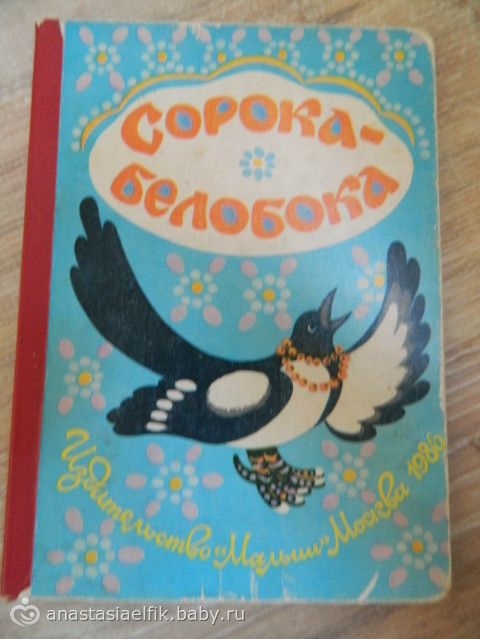 Сорока-
белобока
Издательство «Малыш» Москва 1986
anastasiaelfik.baby.ru